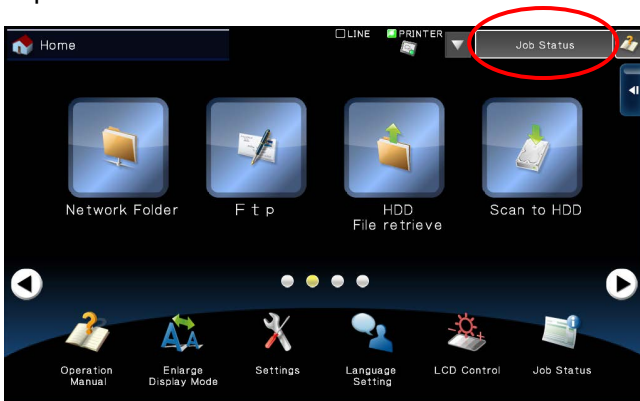 Home
LINE
PRINTER
Job Status
Network Folder
Ftp
HDD
File retrieve
Scan to HDD
Operation
Manual
Enlarge
Display Mode
Settings
Language
Setting
LCD Control
Job Status